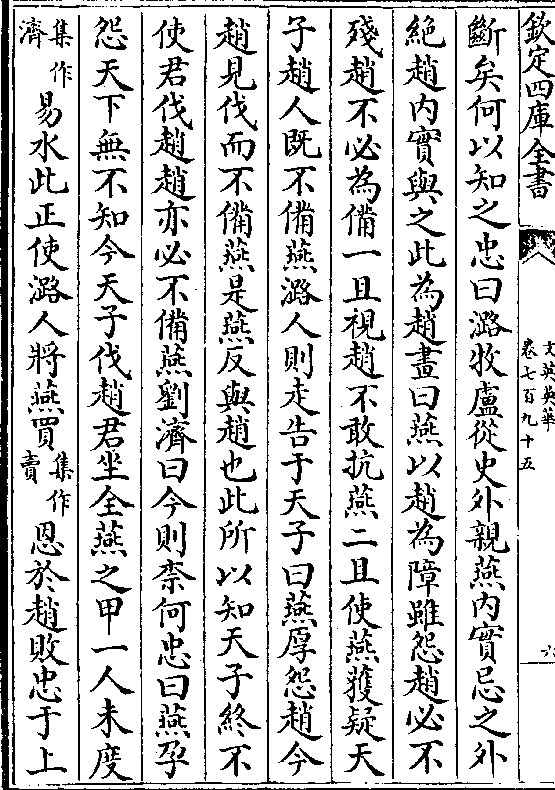 欽定四庫全書
文苑英華
卷七百九十五
六
斷矣何以知之忠曰潞牧盧從史外親燕内實忌之外
絶趙内實與之此為趙畫曰燕以趙為障雖怨趙必不
殘趙不必為備一且視趙不敢抗燕二且使燕獲疑天
子趙人既不備燕潞人則走告于天子曰燕厚怨趙今
趙見伐而不備燕是燕反與趙也此所以知天子終不
使君伐趙趙亦必不備燕劉濟曰今則柰何忠曰燕孕
怨天下無不知今天子伐趙君坐全燕之甲一人未度
集作濟易水此正使潞人將燕買集作賣恩於趙敗忠于上